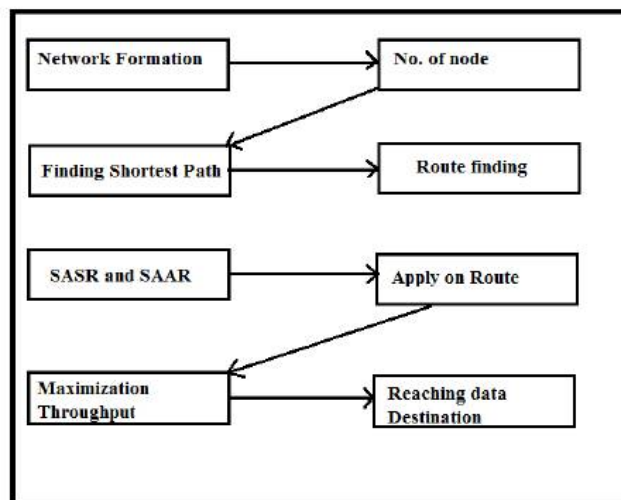 Network Formation
No. of node
Finding Shortest Path
Route finding
SASR and SAAR
Apply on Route
Maximization
Throughput
Reaching data
Destination